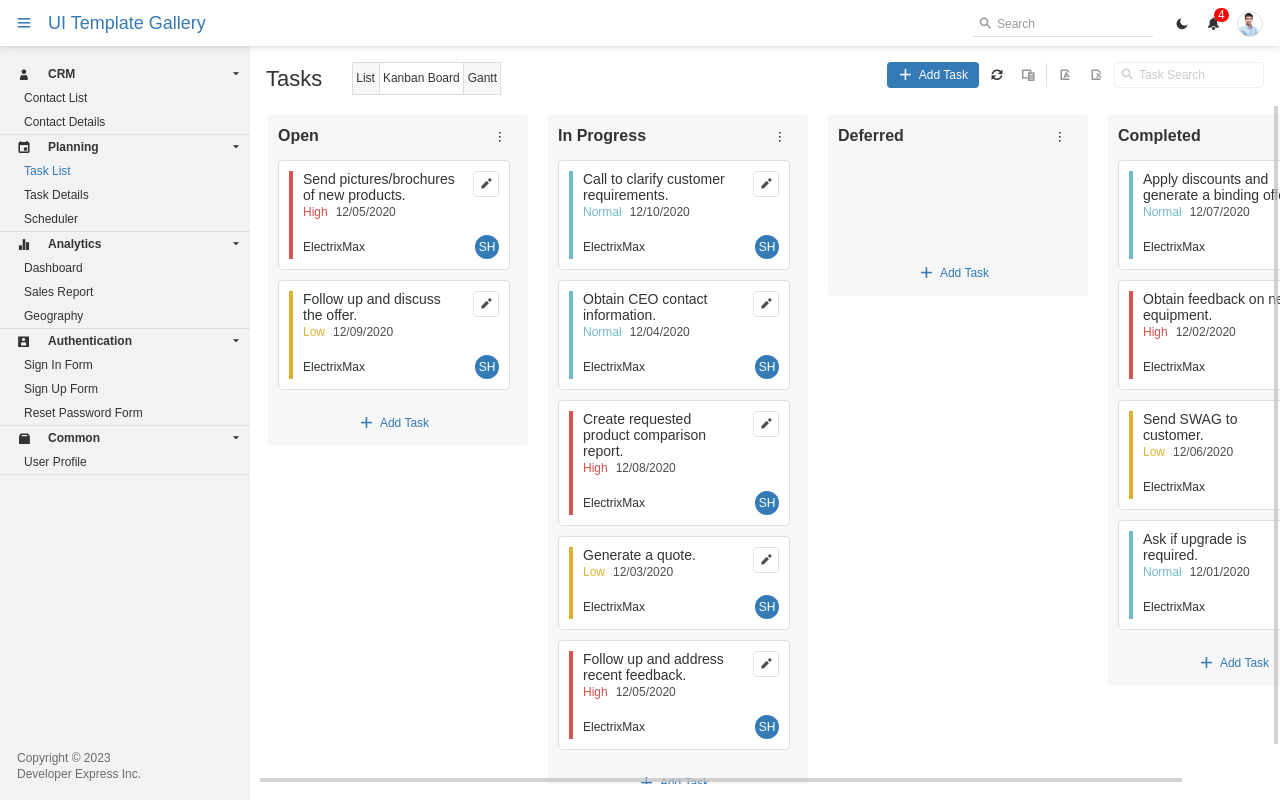 UI Template Gallery
Search
4
CRM
Contact List
Contact Details
Planning
Task List
Task Details
Scheduler
Analytics
Dashboard
Sales Report
Geography
Authentication
Sign In Form
Sign Up Form
Reset Password Form
Common
User Profile
Copyright © 2023
Developer Express Inc.
Tasks
List Kanban Board Gantt
Add Task
Task Search
Open
Send pictures/brochures
of new products.
High 12/05/2020
ElectrixMax SH
Follow up and discuss
the offer.
Low 12/09/2020
ElectrixMax SH
Add Task
In Progress
Call to clarify customer
requirements.
Normal 12/10/2020
ElectrixMax SH
Obtain CEO contact
information.
Normal 12/04/2020
ElectrixMax SH
Create requested
product comparison
report.
High 12/08/2020
ElectrixMax SH
Generate a quote.
Low 12/03/2020
ElectrixMax SH
Follow up and address
recent feedback.
High 12/05/2020
ElectrixMax SH
Add Task
Deferred
Add Task
Completed
Apply discounts and
generate a binding
Normal 12/07/2020
ElectrixMax
Obtain feedback on
equipment.
High 12/02/2020
ElectrixMax
Send SWAG to
customer.
Low 12/06/2020
ElectrixMax
Ask if upgrade is
required.
Normal 12/01/2020
ElectrixMax
Add Task